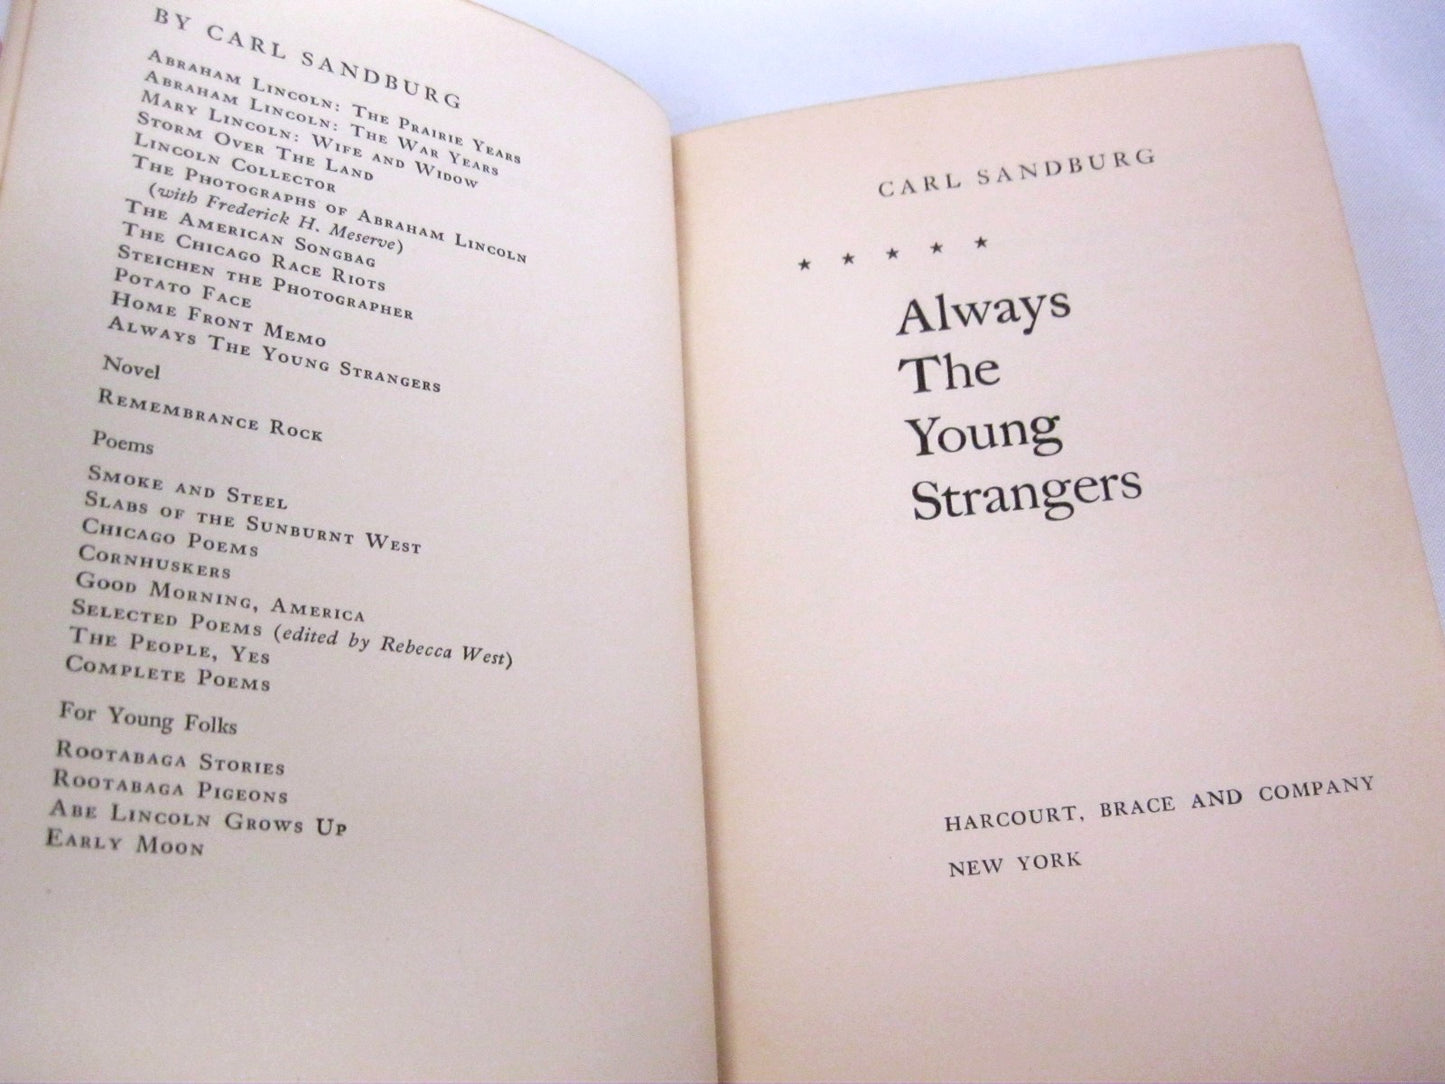 BY CARL SANDBURG
ABRAHAM LINCOLN: THE PRAIRIE YEARS
ABRAHAM LINCOLN: THE WAR YEARS
MARY LINCOLN: WIFE AND WIDOW
STORM OVER THE LAND
LINCOLN COLLECTOR
THE PHOTOGRAPHS OF ABRAHAM LINCOLN
(with Frederick H. Meserve)
THE AMERICAN SONGBAG
THE CHICAGO RACE RIOTS
STEICHEN THE PHOTOGRAPHER
POTATO FACE
HOME FRONT MEMO
ALWAYS THE YOUNG STRANGERS
Novel
REMEMBRANCE ROCK
Poems
SMOKE AND STEEL
SLABS OF THE SUNBURNT WEST
CHICAGO POEMS
CORNHUSKERS
GOOD MORNING, AMERICA
SELECTED POEMS (edited by Rebecca West)
THE PEOPLE, YES
COMPLETE POEMS
For Young Folks
ROOTABAGA STORIES
ROOTABAGA PIGEONS
ABE LINCOLN GROWS UP
EARLY MOON
CARL SANDBURG
★ ★ ★ ★ ★
Always
The
Young
Strangers
HARCOURT, BRACE AND COMPANY
NEW YORK